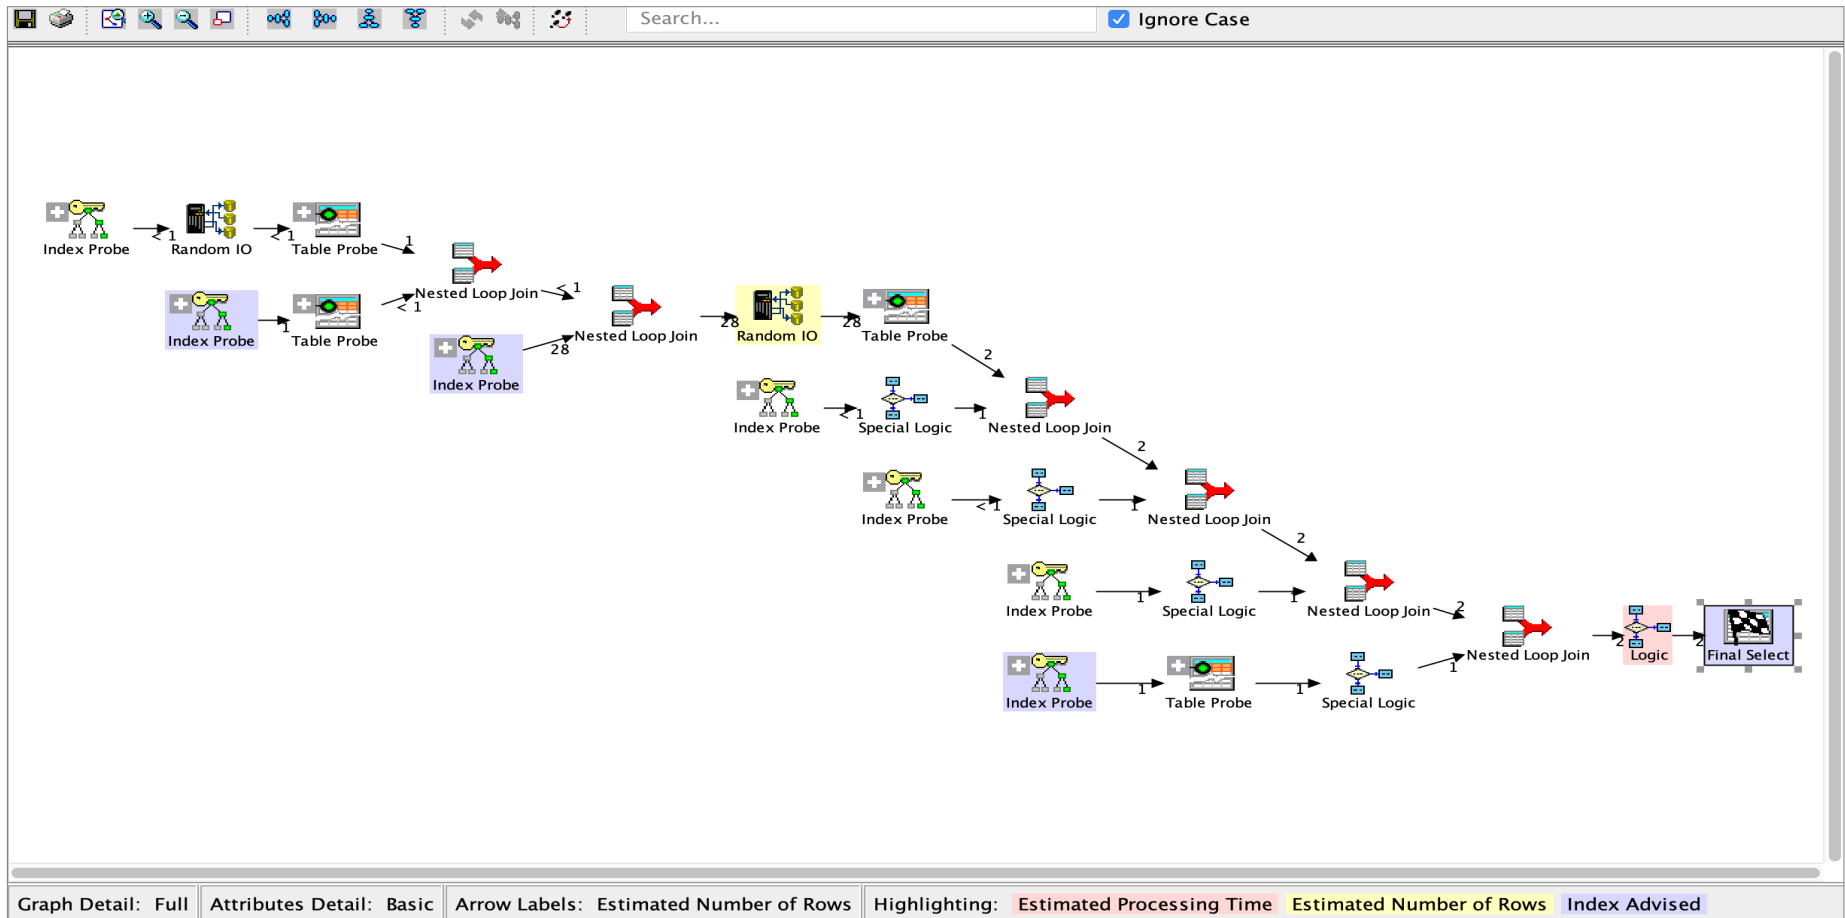 Search... Ignore Case
Index Probe < 1 Random IO < 1 Table Probe 1
Nested Loop Join < 1
Index Probe 1 Table Probe < 1
Nested Loop Join 28 Random IO 28 Table Probe 2
Index Probe 28
Index Probe < 1 Special Logic 1 Nested Loop Join 2
Index Probe < 1 Special Logic 1 Nested Loop Join 2
Index Probe 1 Special Logic 1 Nested Loop Join 2
Nested Loop Join 2 Logic 2 Final Select
Index Probe 1 Table Probe 1 Special Logic 1
Graph Detail: Full Attributes Detail: Basic Arrow Labels: Estimated Number of Rows Highlighting: Estimated Processing Time Estimated Number of Rows Index Advised